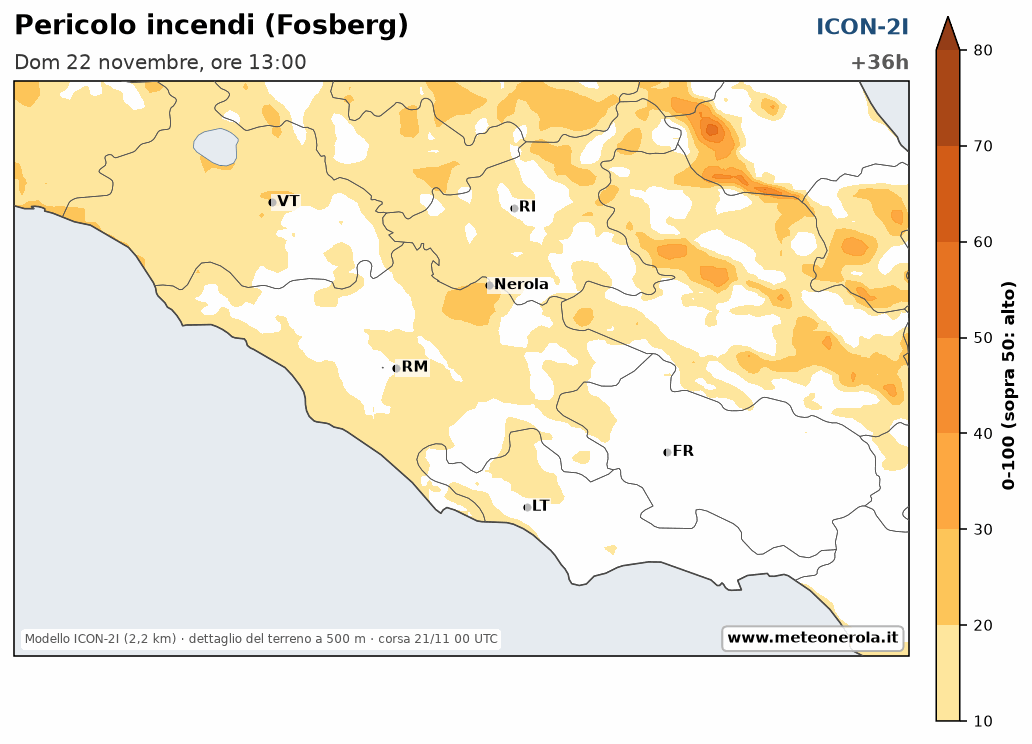 Pericolo incendi (Fosberg)
ICON-2I
Dom 22 novembre, ore 13:00
+36h
VT
RI
Nerola
RM
FR
LT
Modello ICON-2I (2,2 km) · dettaglio del terreno a 500 m · corsa 21/11 00 UTC
www.meteonerola.it
80
70
60
50
40
30
20
10
0-100 (sopra 50: alto)